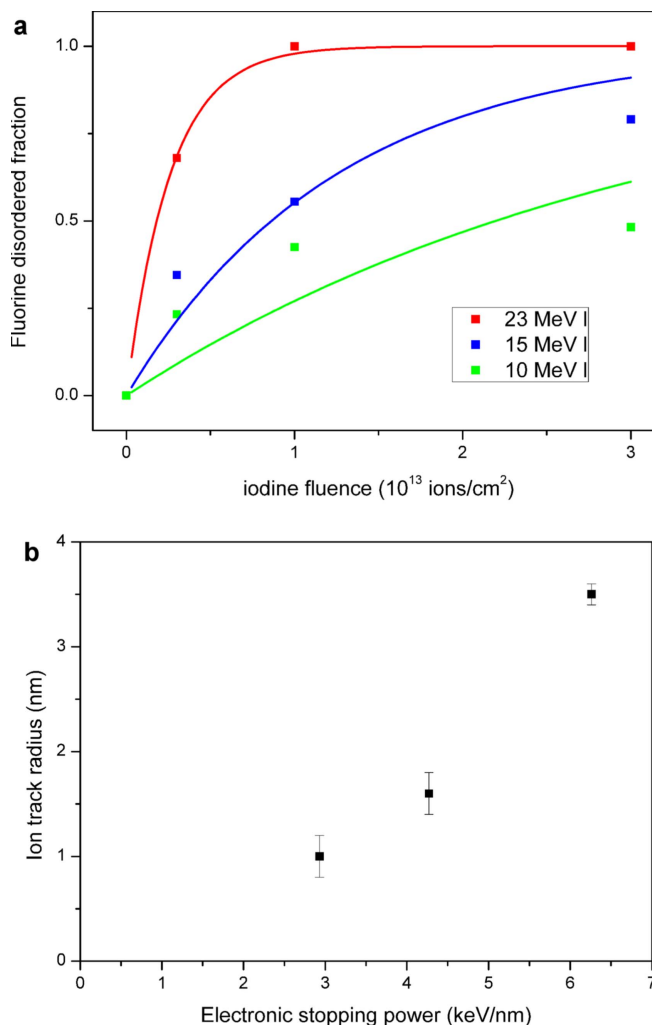 a
Fluorine disordered fraction
1.0
0.5
0.0
23 MeV I
15 MeV I
10 MeV I
0 1 2 3
iodine fluence (10¹³ ions/cm²)
b
Ion track radius (nm)
4
3
2
1
0
0 1 2 3 4 5 6 7
Electronic stopping power (keV/nm)